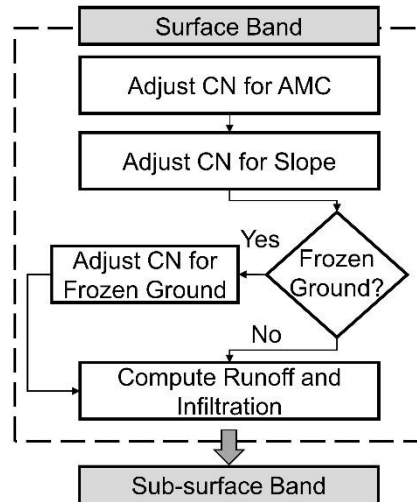 Surface Band
Adjust CN for AMC
Adjust CN for Slope
Yes
Frozen
Ground?
Adjust CN for
Frozen Ground
No
Compute Runoff and
Infiltration
Sub-surface Band